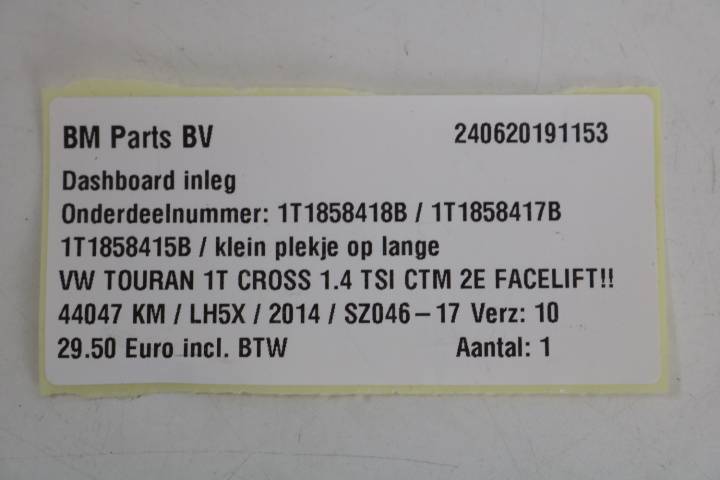 BM Parts BV 240620191153
Dashboard inleg
Onderdeelnummer: 1T1858418B / 1T1858417B
1T1858415B / klein plekje op lange
VW TOURAN 1T CROSS 1.4 TSI CTM 2E FACELIFT!!
44047 KM / LH5X / 2014 / SZ046-17 Verz: 10
29.50 Euro incl. BTW Aantal: 1